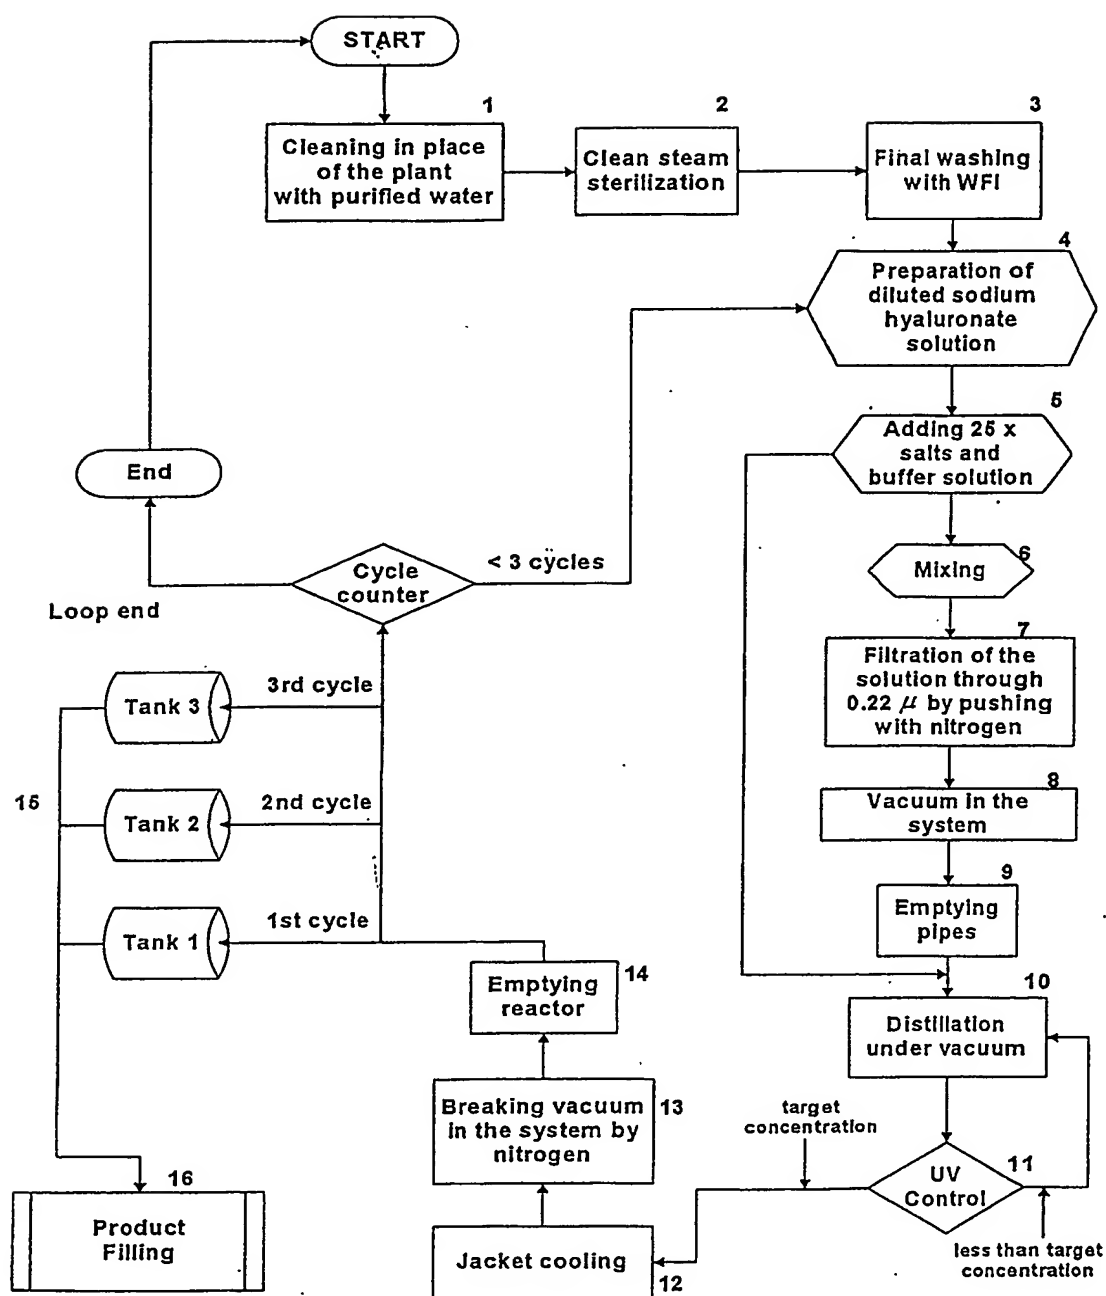 START
1
Cleaning in place
of the plant
with purified water
2
Clean steam
sterilization
3
Final washing
with WFI
4
Preparation of
diluted sodium
hyaluronate
solution
5
Adding 25 x
salts and
buffer solution
End
6
Mixing
Cycle
counter
< 3 cycles
Loop end
7
Filtration of the
solution through
0.22 μ by pushing
with nitrogen
Tank 3
3rd cycle
15
Tank 2
2nd cycle
8
Vacuum in the
system
9
Emptying
pipes
Tank 1
1st cycle
14
Emptying
reactor
10
Distillation
under vacuum
13
Breaking vacuum
in the system by
nitrogen
target
concentration
11
UV
Control
less than target
concentration
12
Jacket cooling
16
Product
Filling